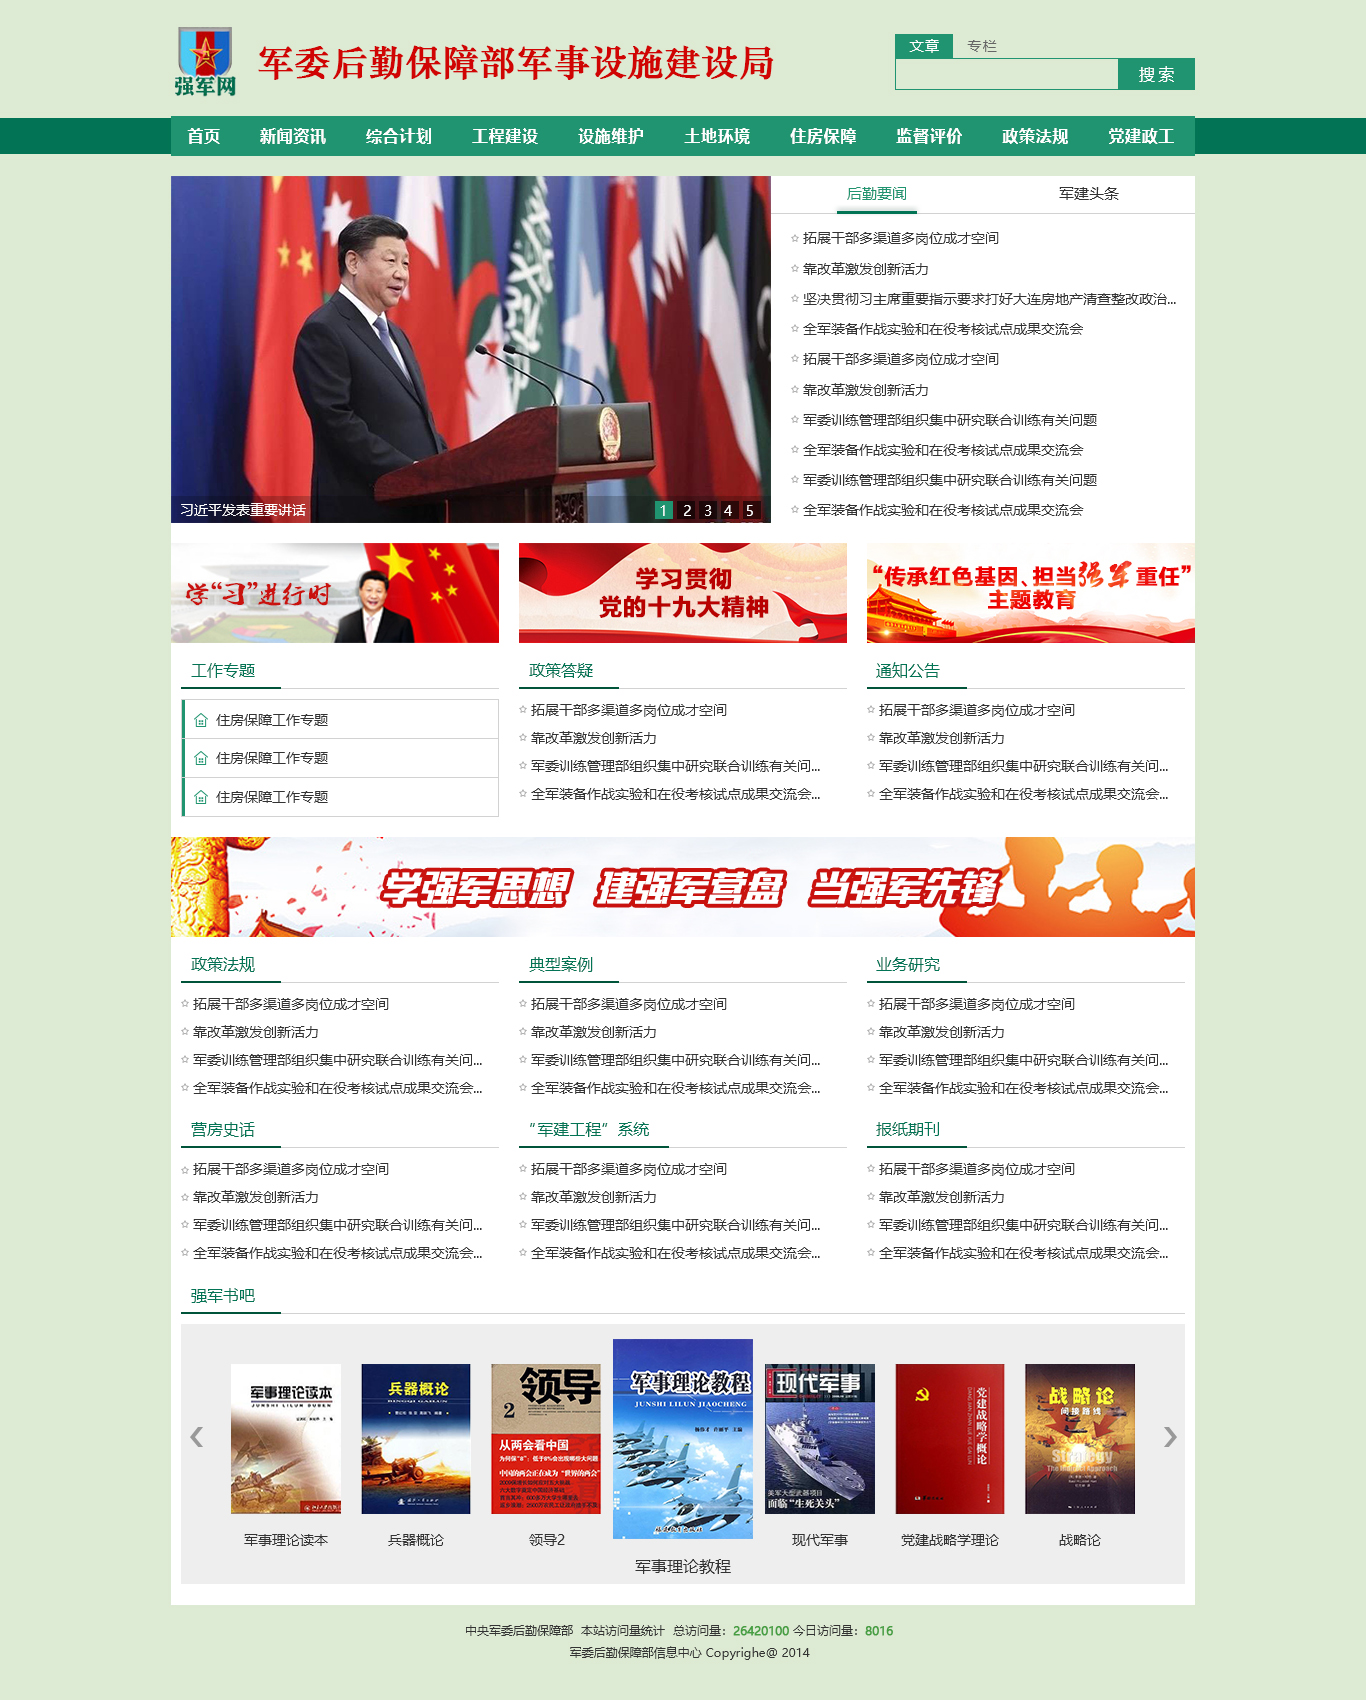 强军网
军委后勤保障部军事设施建设局
文章 专栏
搜索
首页 新闻资讯 综合计划 工程建设 设施维护 土地环境 住房保障 监督评价 政策法规 党建政工
后勤要闻 军建头条
拓展干部多渠道多岗位成才空间
靠改革激发创新活力
坚决贯彻习主席重要指示要求打好大连房地产清查整改政治...
全军装备作战实验和在役考核试点成果交流会
拓展干部多渠道多岗位成才空间
靠改革激发创新活力
军委训练管理部组织集中研究联合训练有关问题
全军装备作战实验和在役考核试点成果交流会
军委训练管理部组织集中研究联合训练有关问题
全军装备作战实验和在役考核试点成果交流会
习近平发表重要讲话 1 2 3 4 5
学“习”进行时
学习贯彻
党的十九大精神
“传承红色基因、担当强军重任”
主题教育
工作专题
住房保障工作专题
住房保障工作专题
住房保障工作专题
政策答疑
拓展干部多渠道多岗位成才空间
靠改革激发创新活力
军委训练管理部组织集中研究联合训练有关问...
全军装备作战实验和在役考核试点成果交流会...
通知公告
拓展干部多渠道多岗位成才空间
靠改革激发创新活力
军委训练管理部组织集中研究联合训练有关问...
全军装备作战实验和在役考核试点成果交流会...
学强军思想 建强军营盘 当强军先锋
政策法规
拓展干部多渠道多岗位成才空间
靠改革激发创新活力
军委训练管理部组织集中研究联合训练有关问...
全军装备作战实验和在役考核试点成果交流会...
典型案例
拓展干部多渠道多岗位成才空间
靠改革激发创新活力
军委训练管理部组织集中研究联合训练有关问...
全军装备作战实验和在役考核试点成果交流会...
业务研究
拓展干部多渠道多岗位成才空间
靠改革激发创新活力
军委训练管理部组织集中研究联合训练有关问...
全军装备作战实验和在役考核试点成果交流会...
营房史话
拓展干部多渠道多岗位成才空间
靠改革激发创新活力
军委训练管理部组织集中研究联合训练有关问...
全军装备作战实验和在役考核试点成果交流会...
“军建工程”系统
拓展干部多渠道多岗位成才空间
靠改革激发创新活力
军委训练管理部组织集中研究联合训练有关问...
全军装备作战实验和在役考核试点成果交流会...
报纸期刊
拓展干部多渠道多岗位成才空间
靠改革激发创新活力
军委训练管理部组织集中研究联合训练有关问...
全军装备作战实验和在役考核试点成果交流会...
强军书吧
军事理论读本
JUNSHI LILUN DUBEN
兵器概论
BINGQI GAILUN
领导
2
从两会看中国
中国的两会正在成为“世界的两会”
军事理论教程
JUNSHI LILUN JIAOCHENG
现代军事
美军大型武器项目
面临“生死关头”
党建战略学概论
战略论
间接路线
Strategy
军事理论读本
兵器概论
领导2
军事理论教程
现代军事
党建战略学理论
战略论
中央军委后勤保障部 本站访问量统计 总访问量：26420100 今日访问量：8016
军委后勤保障部信息中心 Copyrighe@ 2014